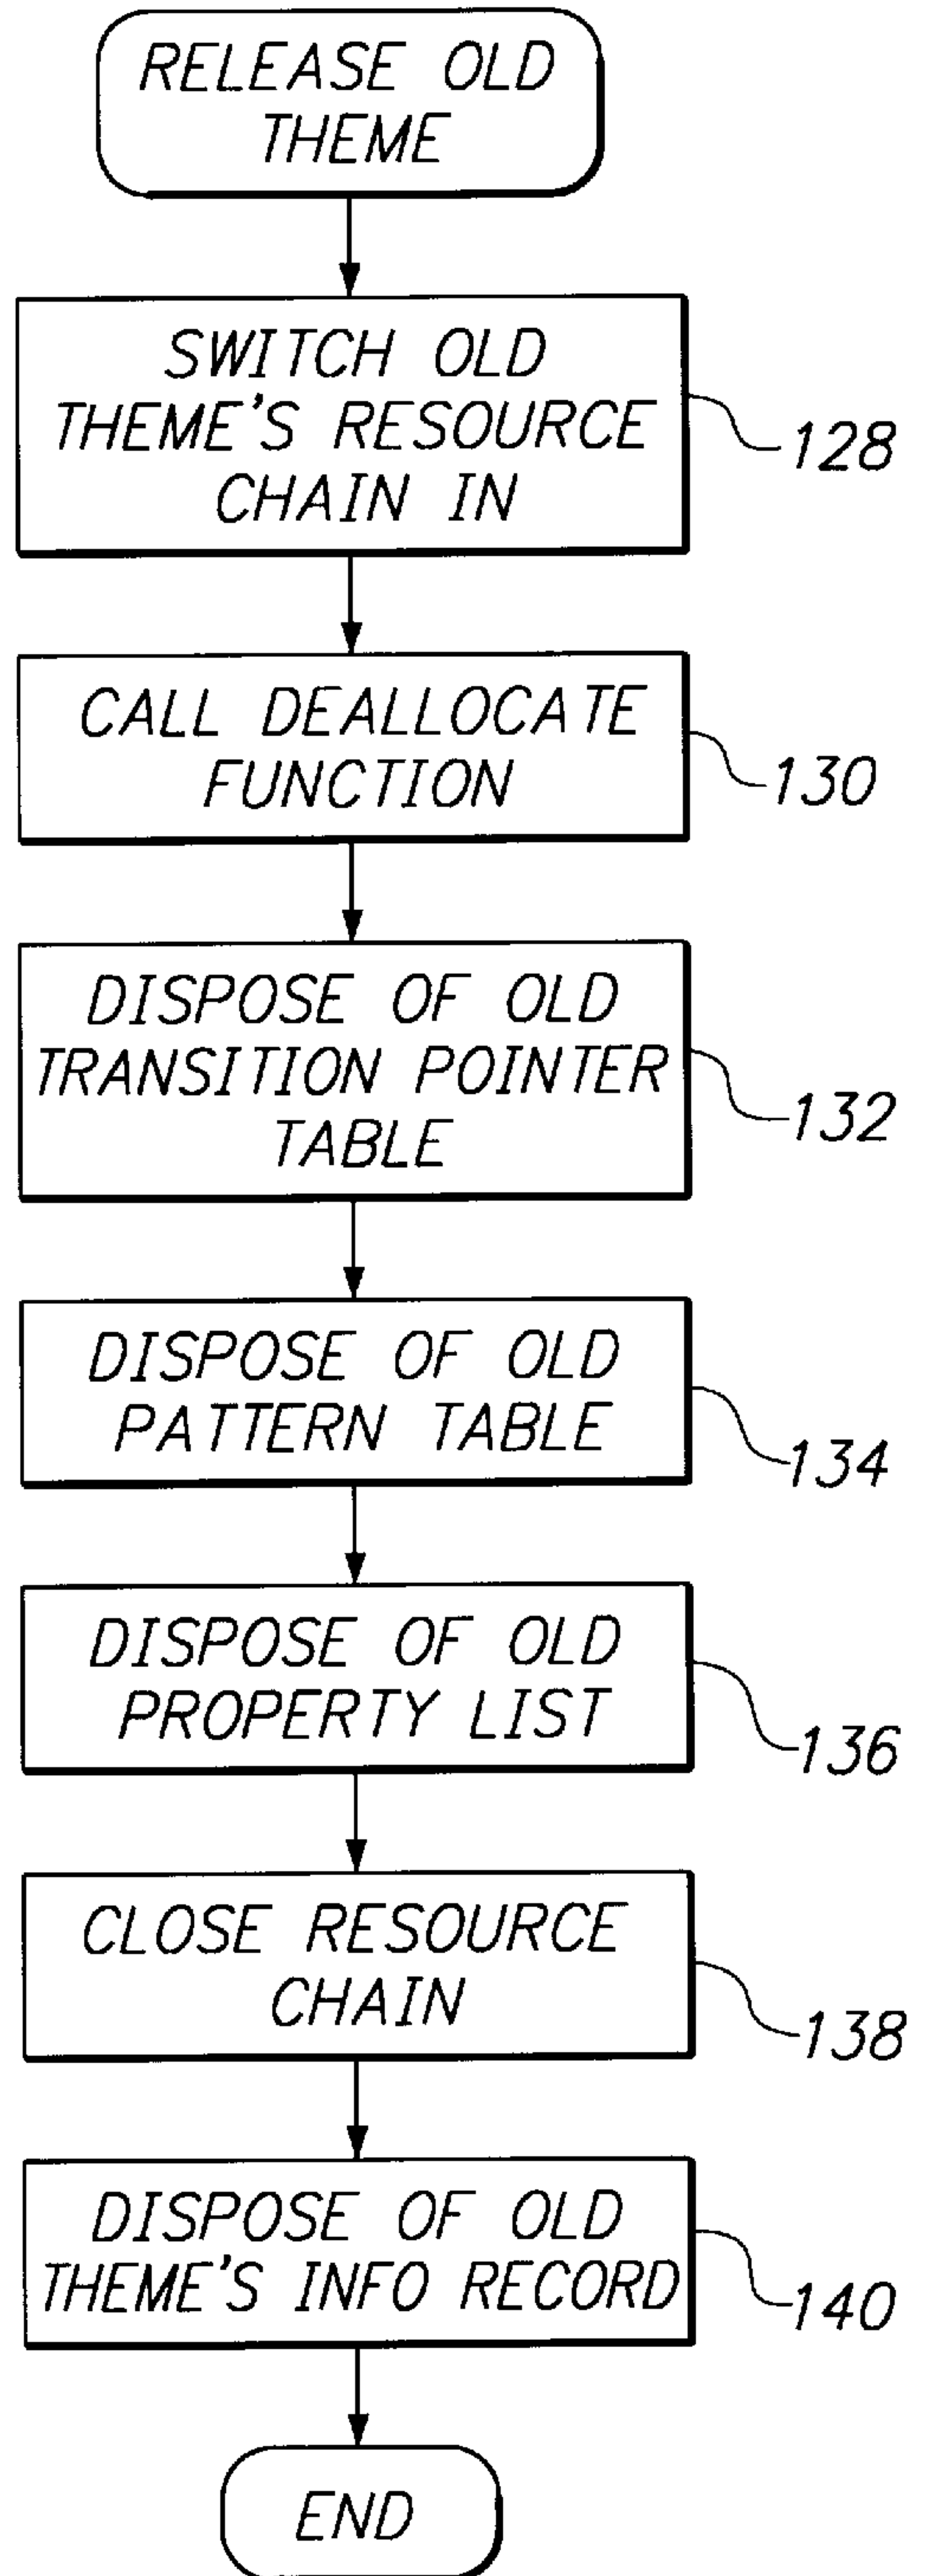 RELEASE OLD
THEME
SWITCH OLD
THEME'S RESOURCE
CHAIN IN
128
CALL DEALLOCATE
FUNCTION
130
DISPOSE OF OLD
TRANSITION POINTER
TABLE
132
DISPOSE OF OLD
PATTERN TABLE
134
DISPOSE OF OLD
PROPERTY LIST
136
CLOSE RESOURCE
CHAIN
138
DISPOSE OF OLD
THEME'S INFO RECORD
140
END